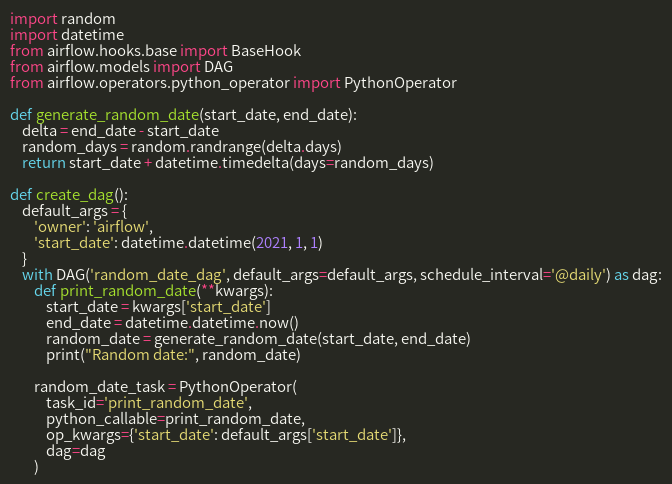 import random
import datetime
from airflow.hooks.base import BaseHook
from airflow.models import DAG
from airflow.operators.python_operator import PythonOperator

def generate_random_date(start_date, end_date):
    delta = end_date - start_date
    random_days = random.randrange(delta.days)
    return start_date + datetime.timedelta(days=random_days)

def create_dag():
    default_args = {
        'owner': 'airflow',
        'start_date': datetime.datetime(2021, 1, 1)
    }
    with DAG('random_date_dag', default_args=default_args, schedule_interval='@daily') as dag:
        def print_random_date(**kwargs):
            start_date = kwargs['start_date']
            end_date = datetime.datetime.now()
            random_date = generate_random_date(start_date, end_date)
            print("Random date:", random_date)

        random_date_task = PythonOperator(
            task_id='print_random_date',
            python_callable=print_random_date,
            op_kwargs={'start_date': default_args['start_date']},
            dag=dag
        )